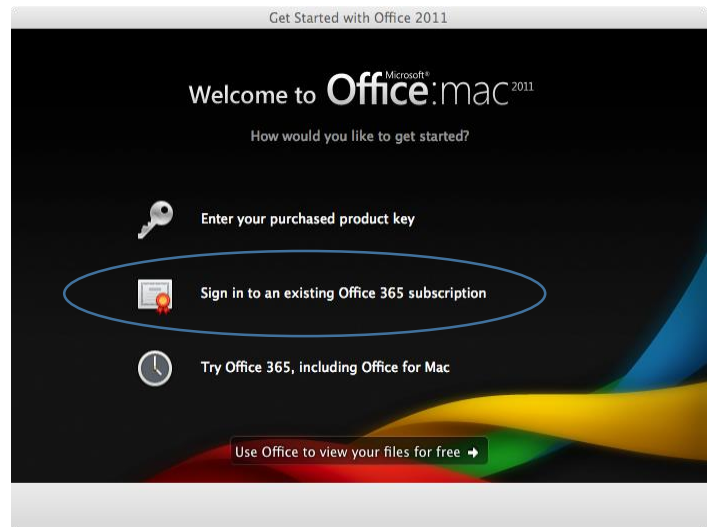 Get Started with Office 2011
Welcome to Microsoft® Office:mac 2011
How would you like to get started?
Enter your purchased product key
Sign in to an existing Office 365 subscription
Try Office 365, including Office for Mac
Use Office to view your files for free